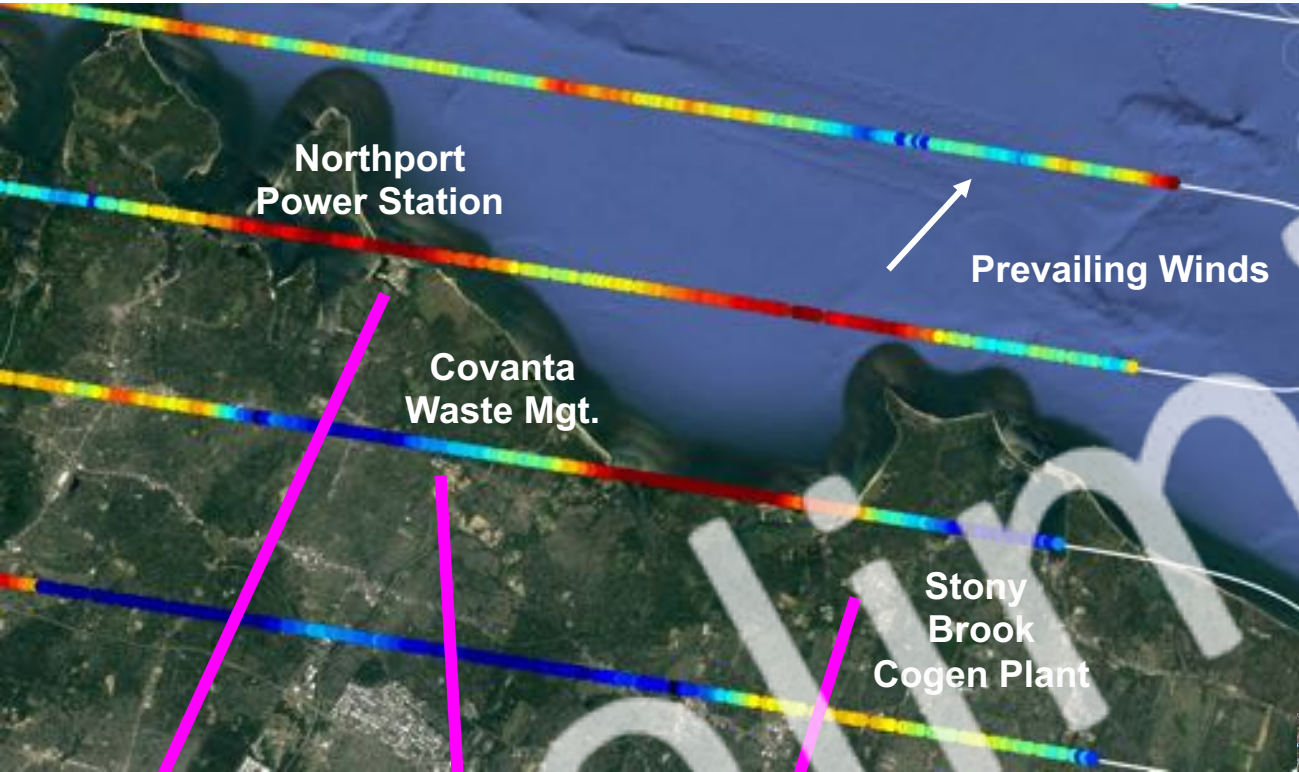 Northport
Power Station
Prevailing Winds
Covanta
Waste Mgt.
Stony
Brook
Cogen Plant